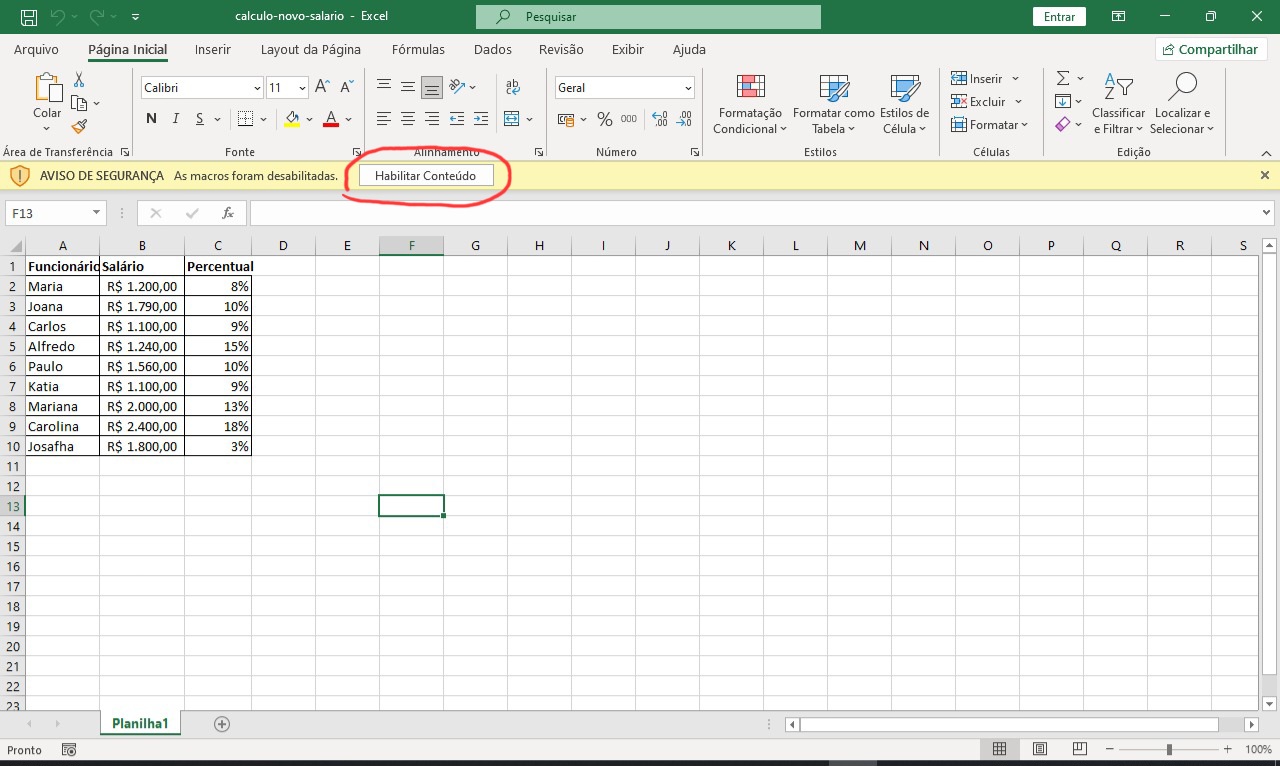 calculo-novo-salario - Excel
Pesquisar
Entrar
Arquivo Página Inicial Inserir Layout da Página Fórmulas Dados Revisão Exibir Ajuda
Compartilhar
Colar
Área de Transferência
Calibri 11
N I S
A
Fonte
ab
Alinhamento
Geral
% 000
Número
Formatação Condicional
Formatar como Tabela
Estilos de Célula
Estilos
Inserir
Excluir
Formatar
Células
Classificar e Filtrar
Localizar e Selecionar
Edição
AVISO DE SEGURANÇA As macros foram desabilitadas. Habilitar Conteúdo
F13 fx
A B C D E F G H I J K L M N O P Q R S
1 Funcionário Salário Percentual
2 Maria R$ 1.200,00 8%
3 Joana R$ 1.790,00 10%
4 Carlos R$ 1.100,00 9%
5 Alfredo R$ 1.240,00 15%
6 Paulo R$ 1.560,00 10%
7 Katia R$ 1.100,00 9%
8 Mariana R$ 2.000,00 13%
9 Carolina R$ 2.400,00 18%
10 Josafha R$ 1.800,00 3%
11
12
13
14
15
16
17
18
19
20
21
22
23
Planilha1
Pronto
100%